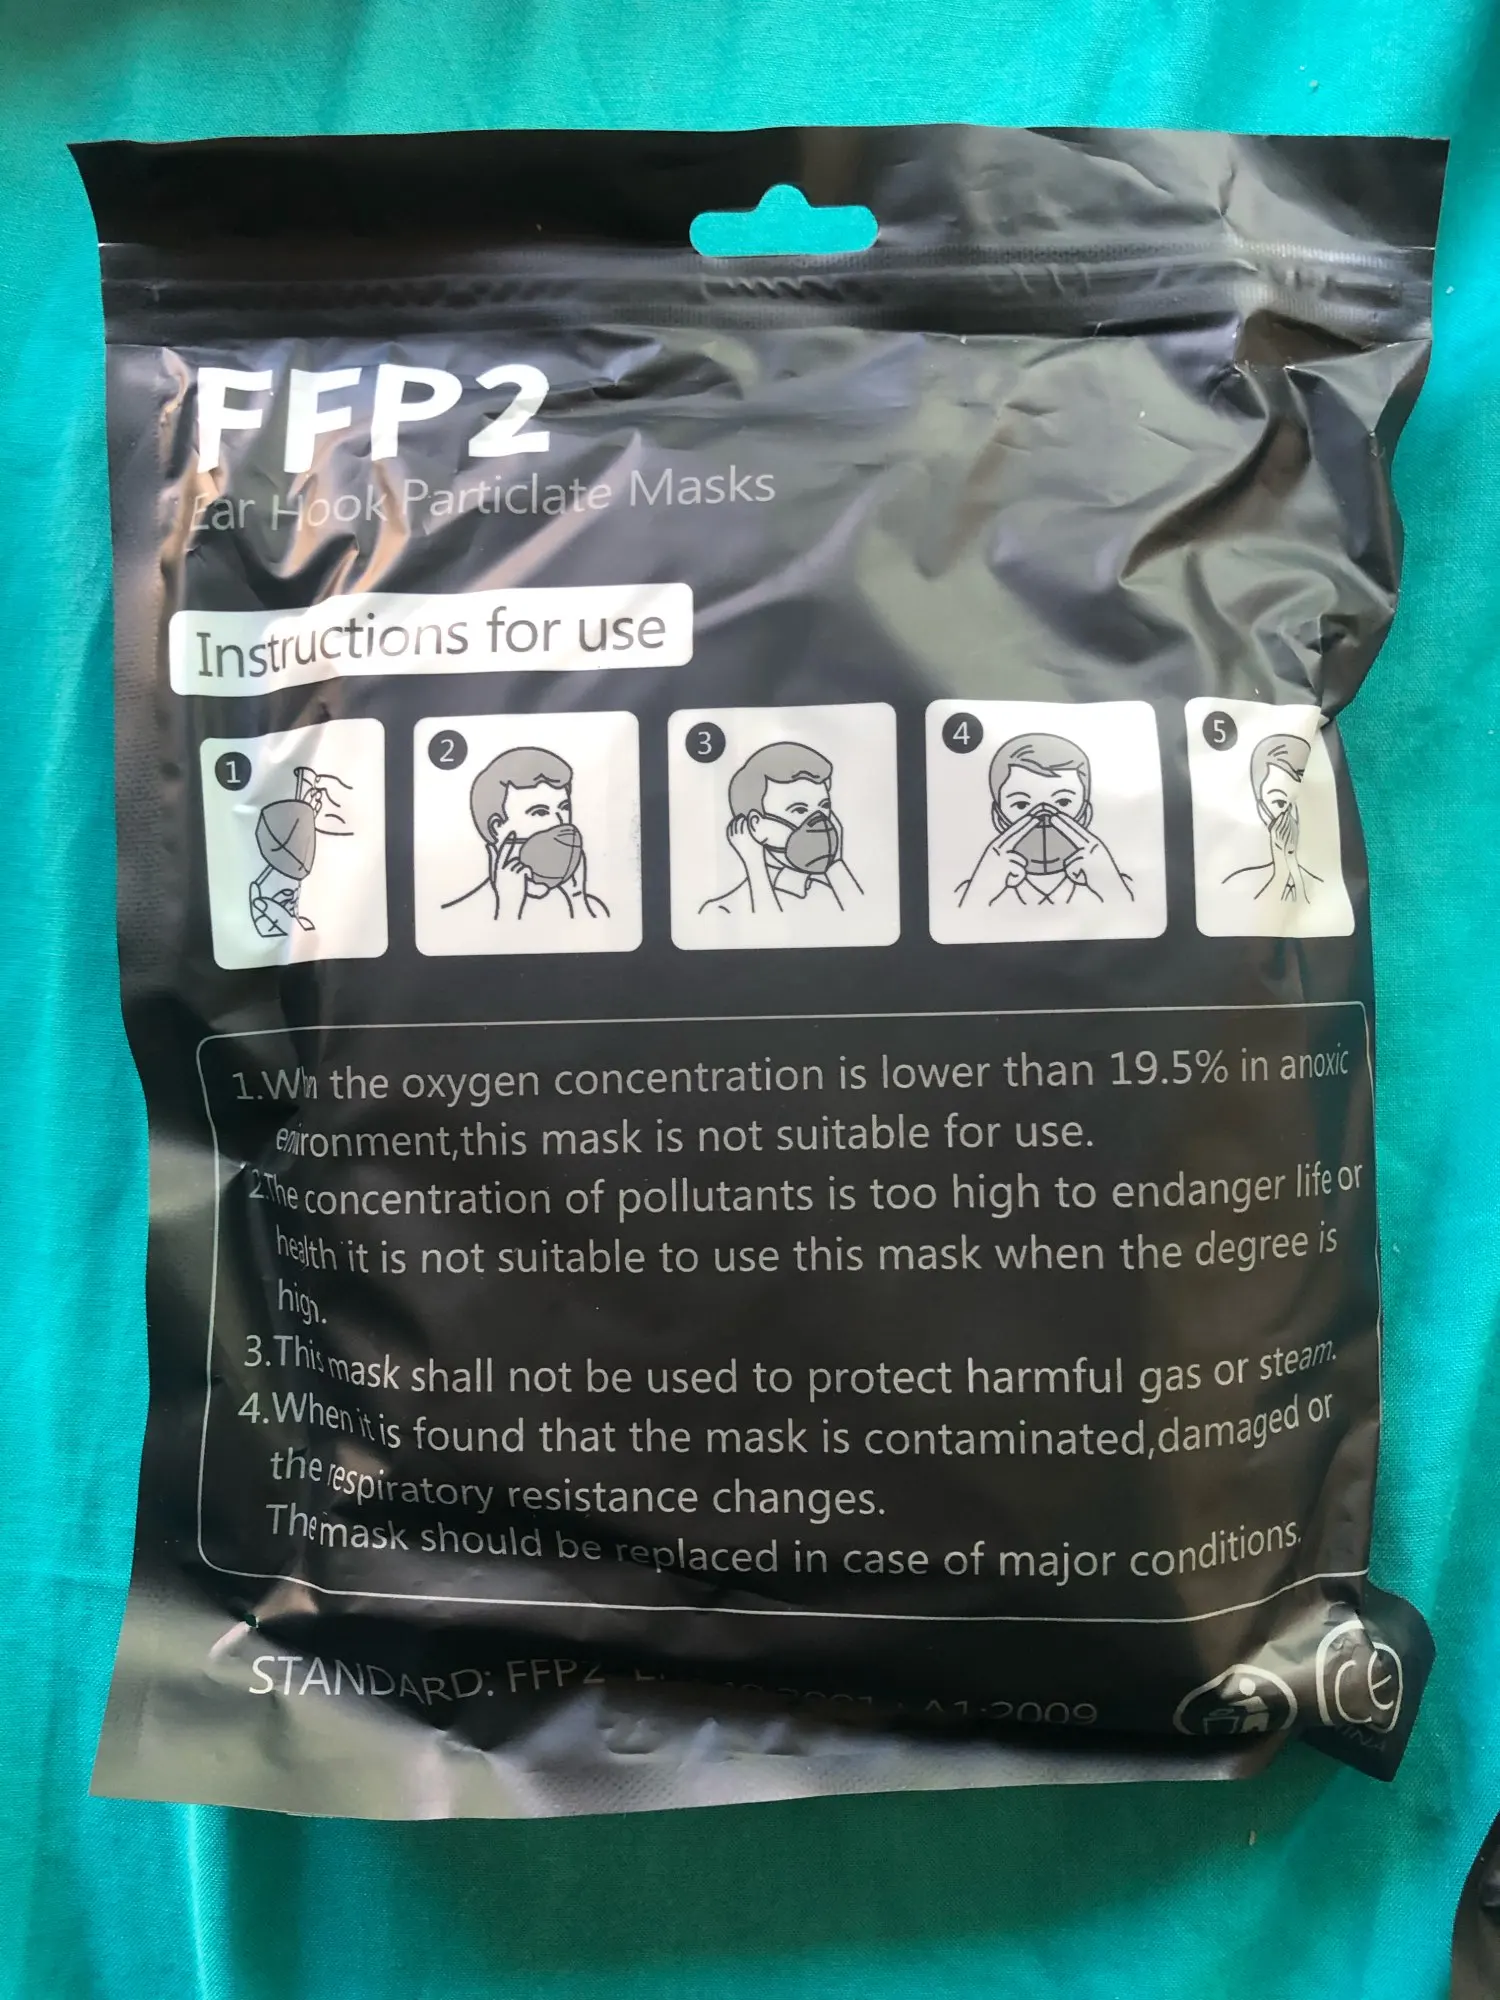 FFP2
Ear Hook Particlate Masks
Instructions for use
1 2 3 4 5
1.Whn the oxygen concentration is lower than 19.5% in anoxic
environment,this mask is not suitable for use.
2.The concentration of pollutants is too high to endanger life or
health it is not suitable to use this mask when the degree is
high.
3.This mask shall not be used to protect harmful gas or steam.
4.When it is found that the mask is contaminated,damaged or
the respiratory resistance changes.
The mask should be replaced in case of major conditions.
STANDARD: FFP2 A1:2009
CE